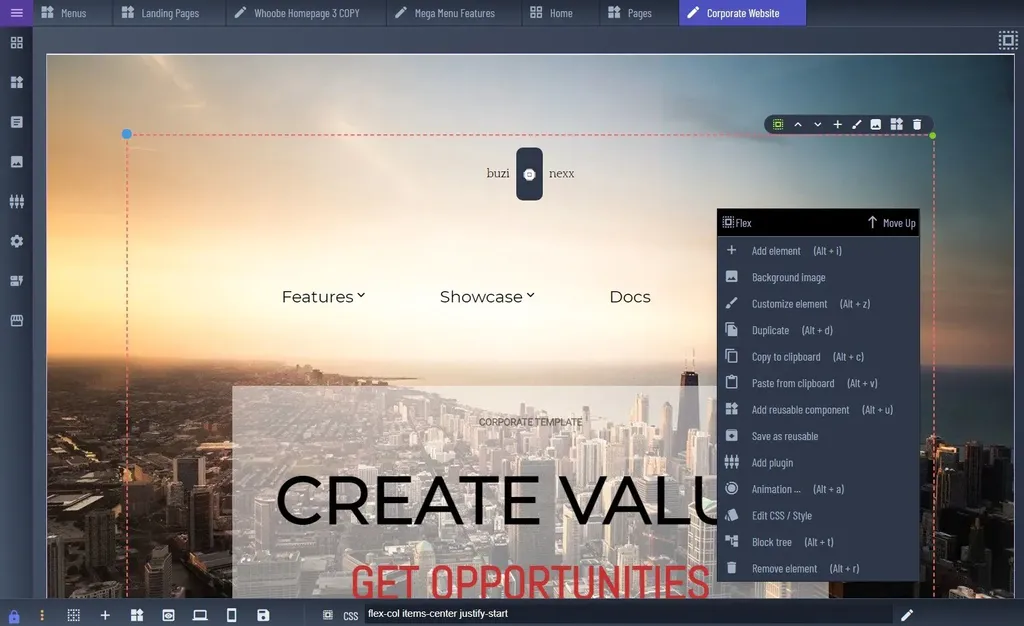 Menus
Landing Pages
Whoobe Homepage 3 COPY
Mega Menu Features
Home
Pages
Corporate Website
buzi nexx
Flex Move Up
Add element (Alt + i)
Background image
Customize element (Alt + z)
Duplicate (Alt + d)
Copy to clipboard (Alt + c)
Paste from clipboard (Alt + v)
Add reusable component (Alt + u)
Save as reusable
Add plugin
Animation ... (Alt + a)
Edit CSS / Style
Block tree (Alt + t)
Remove element (Alt + r)
Features Showcase Docs
CORPORATE TEMPLATE
CREATE VALU
GET OPPORTUNITIES
CSS flex-col items-center justify-start